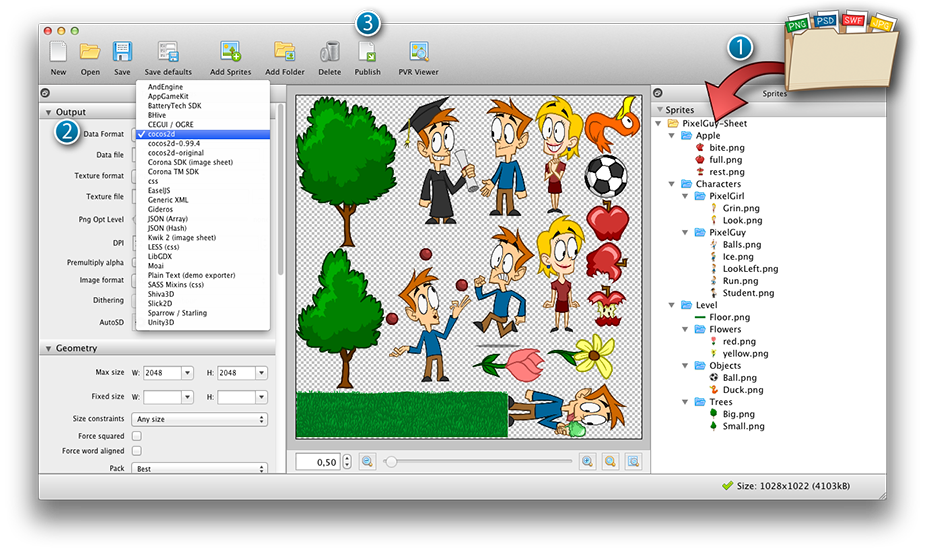 3
PNG PSD SWF JPG
1
New Open Save Save defaults Add Sprites Add Folder Delete Publish PVR Viewer
Output
2
Data Format
Data file
Texture format
Texture file
Png Opt Level
DPI
Premultiply alpha
Image format
Dithering
AutoSD
AndEngine
AppGameKit
BatteryTech SDK
BHive
CEGUI / OGRE
✓ cocos2d
cocos2d-0.99.4
cocos2d-original
Corona SDK (image sheet)
Corona TM SDK
css
EaselJS
Generic XML
Gideros
JSON (Array)
JSON (Hash)
Kwik 2 (image sheet)
LESS (css)
LibGDX
Moai
Plain Text (demo exporter)
SASS Mixins (css)
Shiva3D
Slick2D
Sparrow / Starling
Unity3D
Geometry
Max size W: 2048 H: 2048
Fixed size W: H:
Size constraints Any size
Force squared
Force word aligned
Pack Best
0,50
Sprites
Sprites
PixelGuy-Sheet
Apple
bite.png
full.png
rest.png
Characters
PixelGirl
Grin.png
Look.png
PixelGuy
Balls.png
Ice.png
LookLeft.png
Run.png
Student.png
Level
Floor.png
Flowers
red.png
yellow.png
Objects
Ball.png
Duck.png
Trees
Big.png
Small.png
Size: 1028x1022 (4103kB)